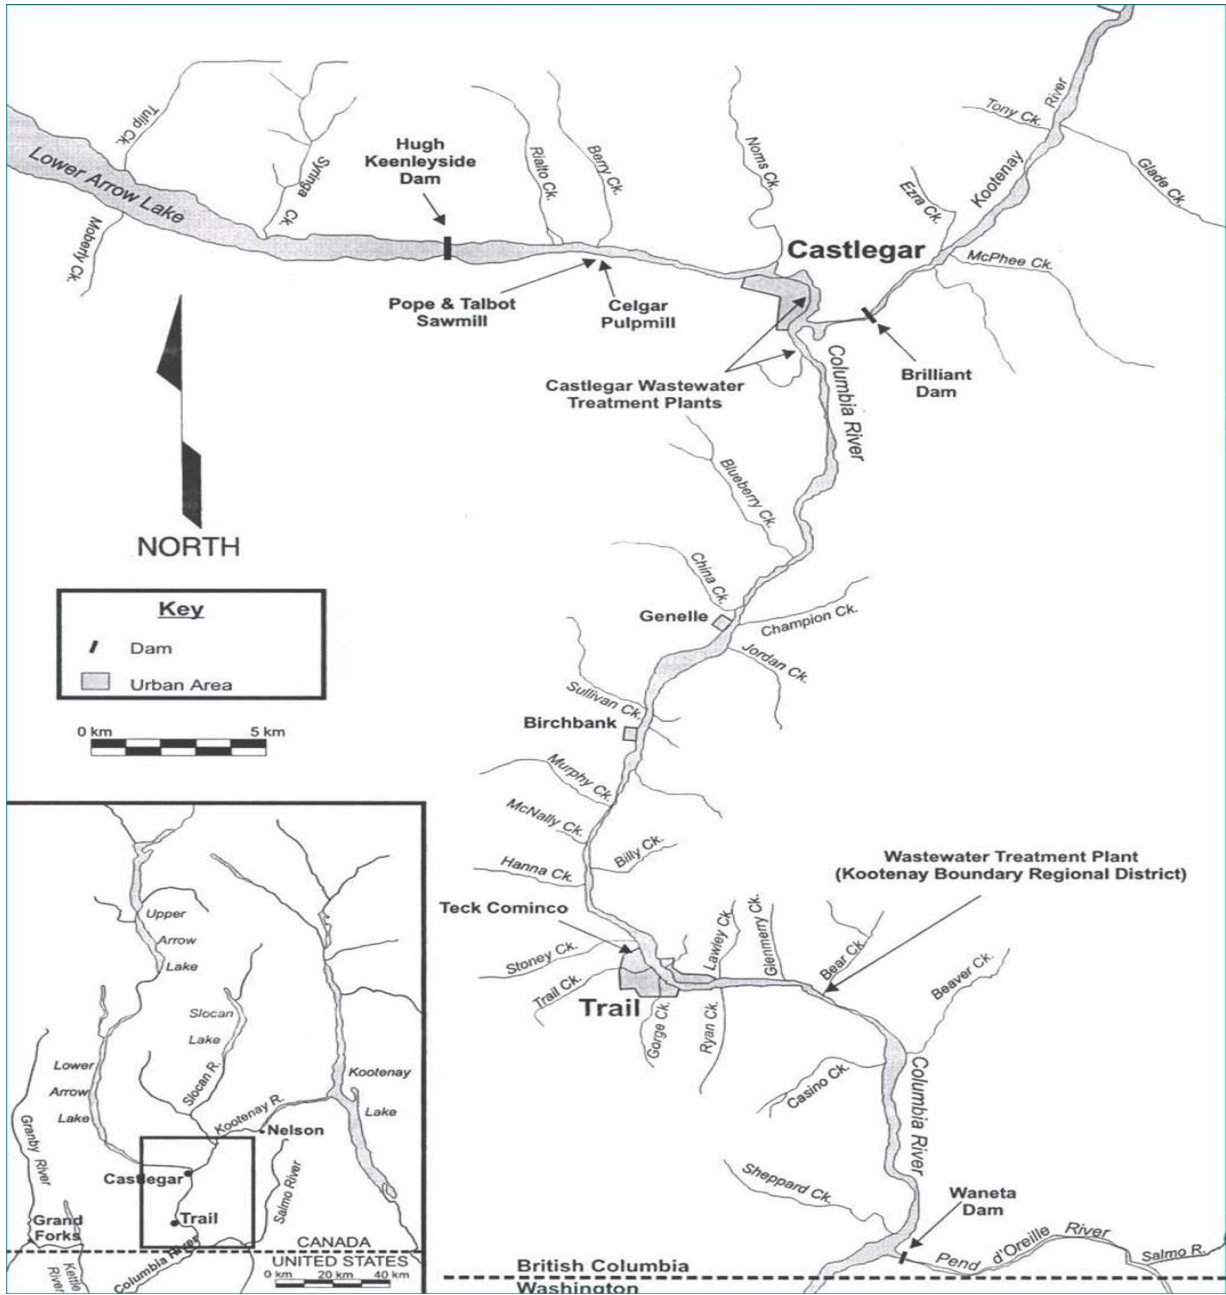 Tulip Ck.
Lower Arrow Lake
Moberly Ck.
Syringa
Ck.
Hugh
Keenleyside
Dam
Rialto Ck.
Berry Ck.
Noms Ck.
Ezra Ck.
Tony Ck.
River
Kootenay
Glade Ck.
McPhee Ck.
Castlegar
Pope & Talbot
Sawmill
Celgar
Pulpmill
Castlegar Wastewater
Treatment Plants
Brilliant
Dam
Columbia River
NORTH
Blueberry Ck.
China Ck.
Genelle
Champion Ck.
Jordan Ck.
Key
Dam
Urban Area
0 km
5 km
Sullivan Ck.
Birchbank
Murphy Ck.
McNally Ck.
Billy Ck.
Hanna Ck.
Wastewater Treatment Plant
(Kootenay Boundary Regional District)
Teck Cominco
Stoney Ck.
Trail Ck.
Trail
Gorge Ck.
Ryan Ck.
Lawley Ck.
Glenmerry Ck.
Bear Ck.
Beaver Ck.
Casino Ck.
Columbia River
Sheppard Ck.
Waneta
Dam
Pend d'Oreille River
Salmo R.
British Columbia
Washington
Upper
Arrow
Lake
Slocan
Lake
Slocan R.
Lower
Arrow
Lake
Kootenay
Lake
Kootenay R.
Nelson
Granby River
Castlegar
Trail
Salmo River
Grand
Forks
Kettle
River
Columbia River
CANADA
UNITED STATES
0 km 20 km 40 km